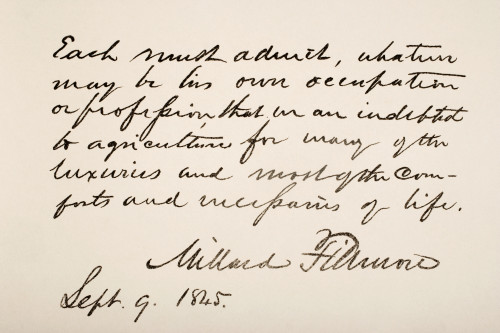 Each must admit, whatever
may be his own occupation
or profession, that we are indebted
to agriculture for many of the
luxuries and most of the com-
forts and necessaries of life.
Millard Fillmore
Sept. 9. 1845.